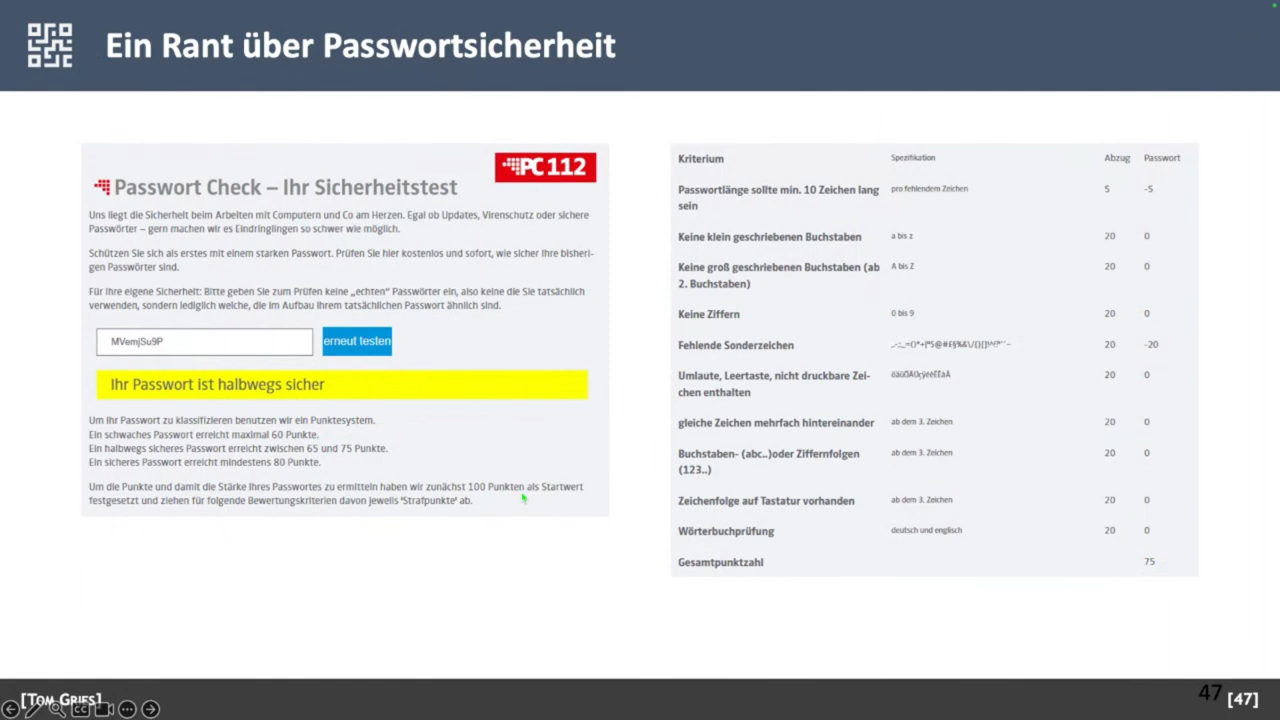 Ein Rant über Passwortsicherheit
PC 112
Passwort Check – Ihr Sicherheitstest
Uns liegt die Sicherheit beim Arbeiten mit Computern und Co am Herzen. Egal ob Updates, Virenschutz oder sichere
Passwörter – gern machen wir es Eindringlingen so schwer wie möglich.
Schützen Sie sich als erstes mit einem starken Passwort. Prüfen Sie hier kostenlos und sofort, wie sicher Ihre bisheri-
gen Passwörter sind.
Für Ihre eigene Sicherheit: Bitte geben Sie zum Prüfen keine „echten" Passwörter ein, also keine die Sie tatsächlich
verwenden, sondern lediglich welche, die im Aufbau Ihrem tatsächlichen Passwort ähnlich sind.
MVemjSu9P
erneut testen
Ihr Passwort ist halbwegs sicher
Um Ihr Passwort zu klassifizieren benutzen wir ein Punktesystem.
Ein schwaches Passwort erreicht maximal 60 Punkte.
Ein halbwegs sicheres Passwort erreicht zwischen 65 und 75 Punkte.
Ein sicheres Passwort erreicht mindestens 80 Punkte.
Um die Punkte und damit die Stärke Ihres Passwortes zu ermitteln haben wir zunächst 100 Punkten als Startwert
festgesetzt und ziehen für folgende Bewertungskriterien davon jeweils 'Strafpunkte' ab.
Kriterium Spezifikation Abzug Passwort
Passwortlänge sollte min. 10 Zeichen lang pro fehlendem Zeichen 5 -5
sein
Keine klein geschriebenen Buchstaben a bis z 20 0
Keine groß geschriebenen Buchstaben (ab A bis Z 20 0
2. Buchstaben)
Keine Ziffern 0 bis 9 20 0
Fehlende Sonderzeichen 20 -20
Umlaute, Leertaste, nicht druckbare Zei- 20 0
chen enthalten
gleiche Zeichen mehrfach hintereinander ab dem 3. Zeichen 20 0
Buchstaben- (abc..)oder Ziffernfolgen ab dem 3. Zeichen 20 0
(123..)
Zeichenfolge auf Tastatur vorhanden ab dem 3. Zeichen 20 0
Wörterbuchprüfung deutsch und englisch 20 0
Gesamtpunktzahl 75
[Tom Gries]
47 [47]